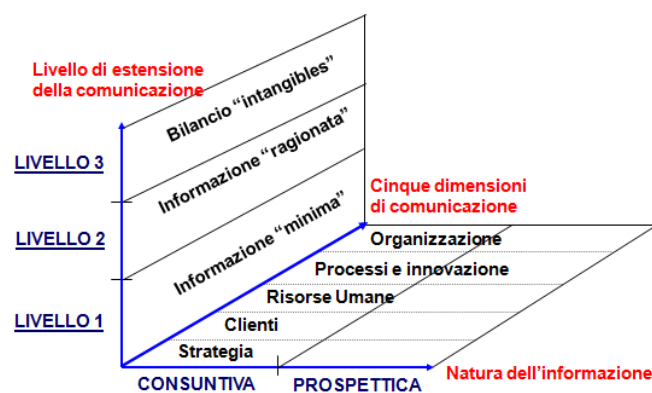 Livello di estensione
della comunicazione
Bilancio “intangibles”
LIVELLO 3
Informazione “ragionata”
Cinque dimensioni
di comunicazione
LIVELLO 2
Informazione “minima”
Organizzazione
Processi e innovazione
Risorse Umane
LIVELLO 1
Clienti
Strategia
Natura dell’informazione
CONSUNTIVA
PROSPETTICA